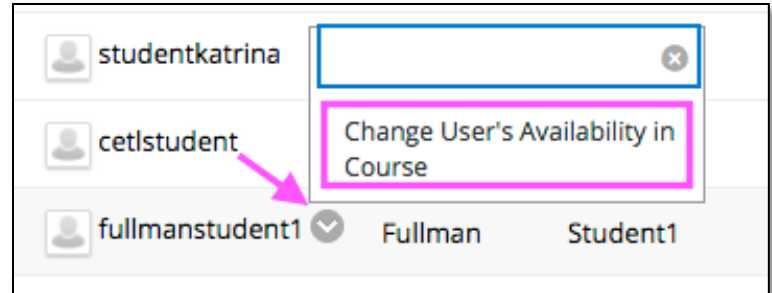 studentkatrina
Change User's Availability in
Course
cetlstudent
fullmanstudent1 Fullman Student1